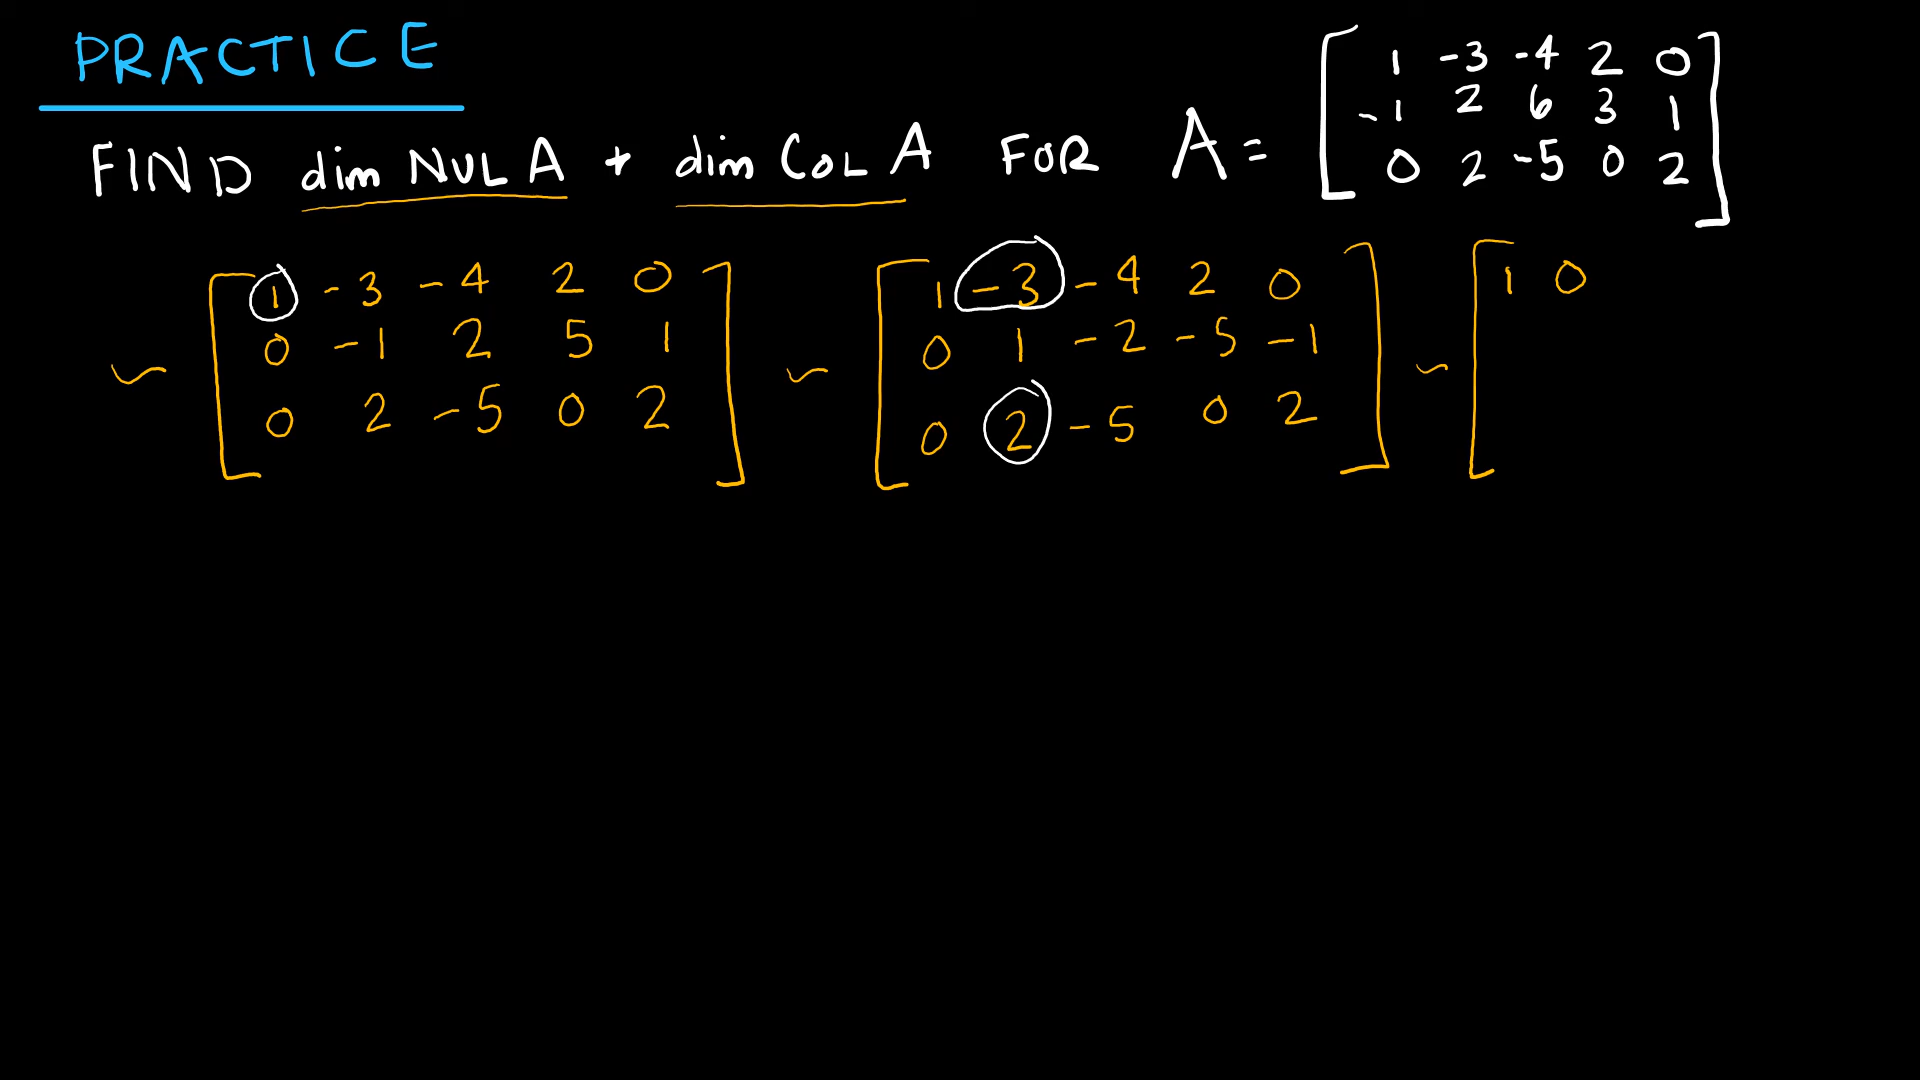 PRACTICE
FIND dim NUL A + dim COL A FOR A =
1 -3 -4 2 0
-1 2 6 3 1
0 2 -5 0 2
~
1 -3 -4 2 0
0 -1 2 5 1
0 2 -5 0 2
~
1 -3 -4 2 0
0 1 -2 -5 -1
0 2 -5 0 2
~
1 0